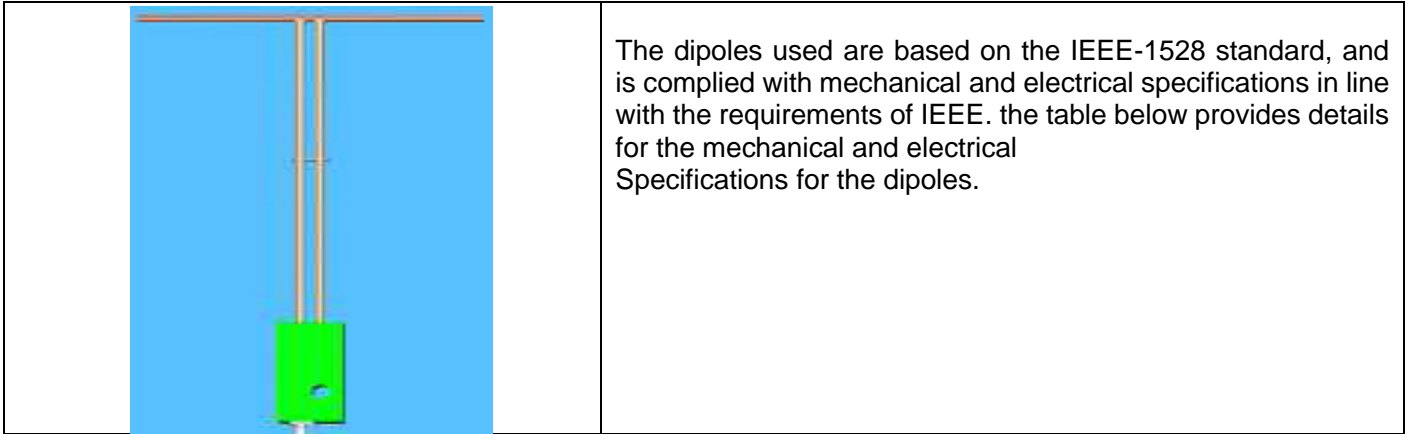 The dipoles used are based on the IEEE-1528 standard, and
is complied with mechanical and electrical specifications in line
with the requirements of IEEE. the table below provides details
for the mechanical and electrical
Specifications for the dipoles.